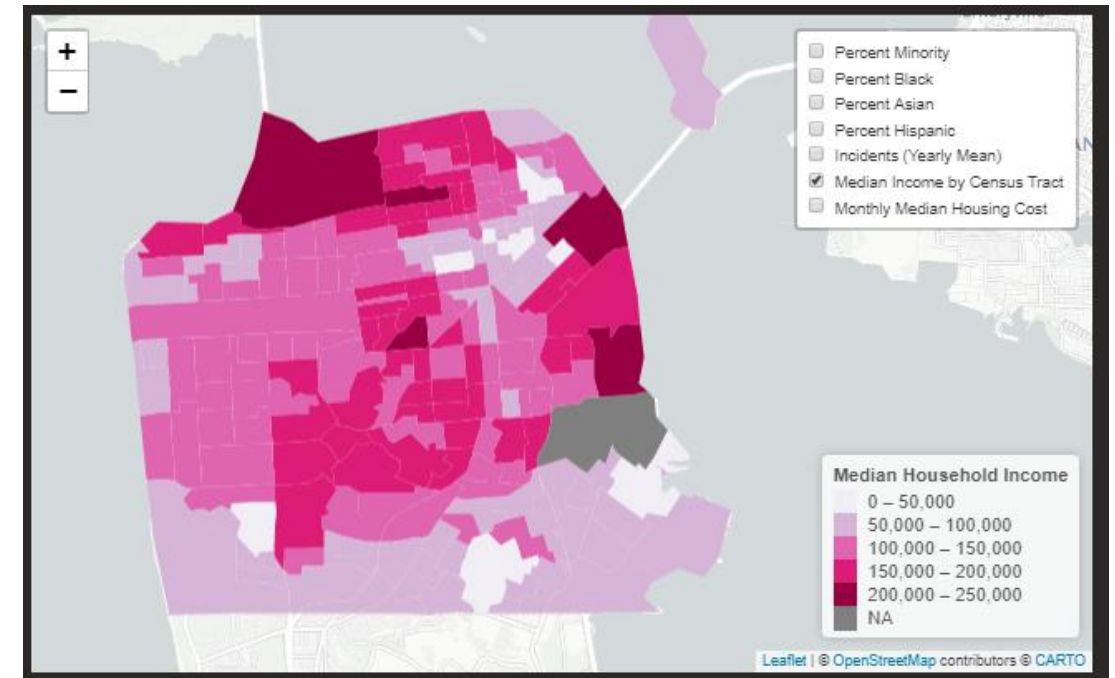 +
−
Percent Minority
Percent Black
Percent Asian
Percent Hispanic
Incidents (Yearly Mean)
Median Income by Census Tract
Monthly Median Housing Cost
AN
Median Household Income
0 – 50,000
50,000 – 100,000
100,000 – 150,000
150,000 – 200,000
200,000 – 250,000
NA
Leaflet | © OpenStreetMap contributors © CARTO